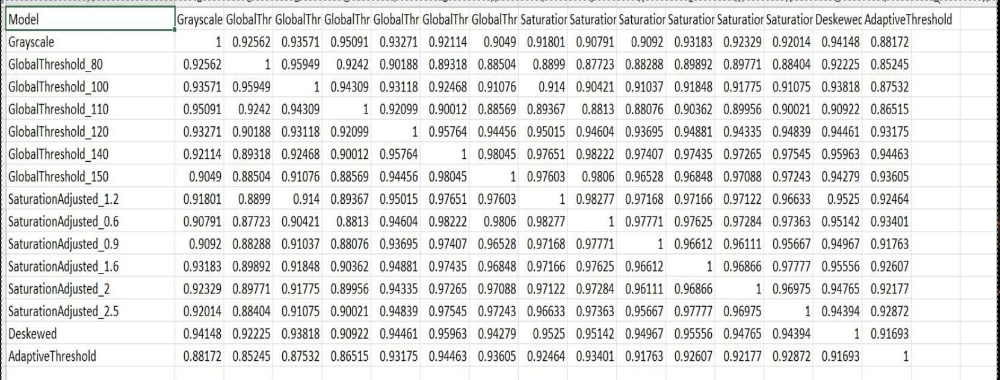 Model Grayscale GlobalThr GlobalThr GlobalThr GlobalThr GlobalThr GlobalThr Saturation Saturation Saturation Saturation Saturation Saturation Deskewed AdaptiveThreshold
Grayscale 1 0.92562 0.93571 0.95091 0.93271 0.92114 0.9049 0.91801 0.90791 0.9092 0.93183 0.92329 0.92014 0.94148 0.88172
GlobalThreshold_80 0.92562 1 0.95949 0.9242 0.90188 0.89318 0.88504 0.8899 0.87723 0.88288 0.89892 0.89771 0.88404 0.92225 0.85245
GlobalThreshold_100 0.93571 0.95949 1 0.94309 0.93118 0.92468 0.91076 0.914 0.90421 0.91037 0.91848 0.91775 0.91075 0.93818 0.87532
GlobalThreshold_110 0.95091 0.9242 0.94309 1 0.92099 0.90012 0.88569 0.89367 0.8813 0.88076 0.90362 0.89956 0.90021 0.90922 0.86515
GlobalThreshold_120 0.93271 0.90188 0.93118 0.92099 1 0.95764 0.94456 0.95015 0.94604 0.93695 0.94881 0.94335 0.94839 0.94461 0.93175
GlobalThreshold_140 0.92114 0.89318 0.92468 0.90012 0.95764 1 0.98045 0.97651 0.98222 0.97407 0.97435 0.97265 0.97545 0.95963 0.94463
GlobalThreshold_150 0.9049 0.88504 0.91076 0.88569 0.94456 0.98045 1 0.97603 0.9806 0.96528 0.96848 0.97088 0.97243 0.94279 0.93605
SaturationAdjusted_1.2 0.91801 0.8899 0.914 0.89367 0.95015 0.97651 0.97603 1 0.98277 0.97168 0.97166 0.97122 0.96633 0.9525 0.92464
SaturationAdjusted_0.6 0.90791 0.87723 0.90421 0.8813 0.94604 0.98222 0.9806 0.98277 1 0.97771 0.97625 0.97284 0.97363 0.95142 0.93401
SaturationAdjusted_0.9 0.9092 0.88288 0.91037 0.88076 0.93695 0.97407 0.96528 0.97168 0.97771 1 0.96612 0.96111 0.95667 0.94967 0.91763
SaturationAdjusted_1.6 0.93183 0.89892 0.91848 0.90362 0.94881 0.97435 0.96848 0.97166 0.97625 0.96612 1 0.96866 0.97777 0.95556 0.92607
SaturationAdjusted_2 0.92329 0.89771 0.91775 0.89956 0.94335 0.97265 0.97088 0.97122 0.97284 0.96111 0.96866 1 0.96975 0.94765 0.92177
SaturationAdjusted_2.5 0.92014 0.88404 0.91075 0.90021 0.94839 0.97545 0.97243 0.96633 0.97363 0.95667 0.97777 0.96975 1 0.94394 0.92872
Deskewed 0.94148 0.92225 0.93818 0.90922 0.94461 0.95963 0.94279 0.9525 0.95142 0.94967 0.95556 0.94765 0.94394 1 0.91693
AdaptiveThreshold 0.88172 0.85245 0.87532 0.86515 0.93175 0.94463 0.93605 0.92464 0.93401 0.91763 0.92607 0.92177 0.92872 0.91693 1